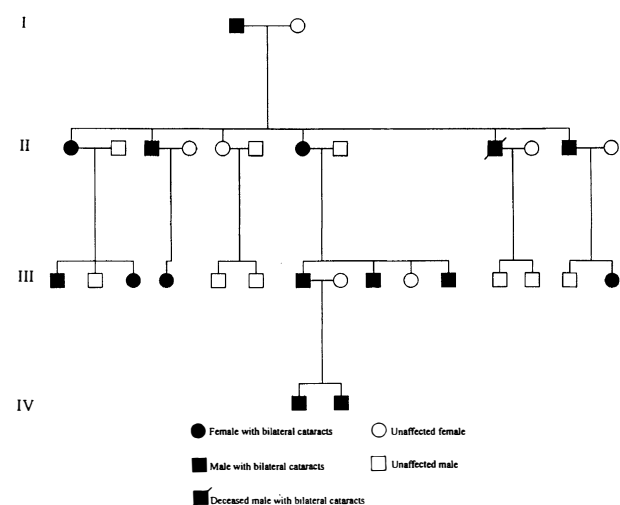 I
II
III
IV
Female with bilateral cataracts
Unaffected female
Male with bilateral cataracts
Unaffected male
Deceased male with bilateral cataracts